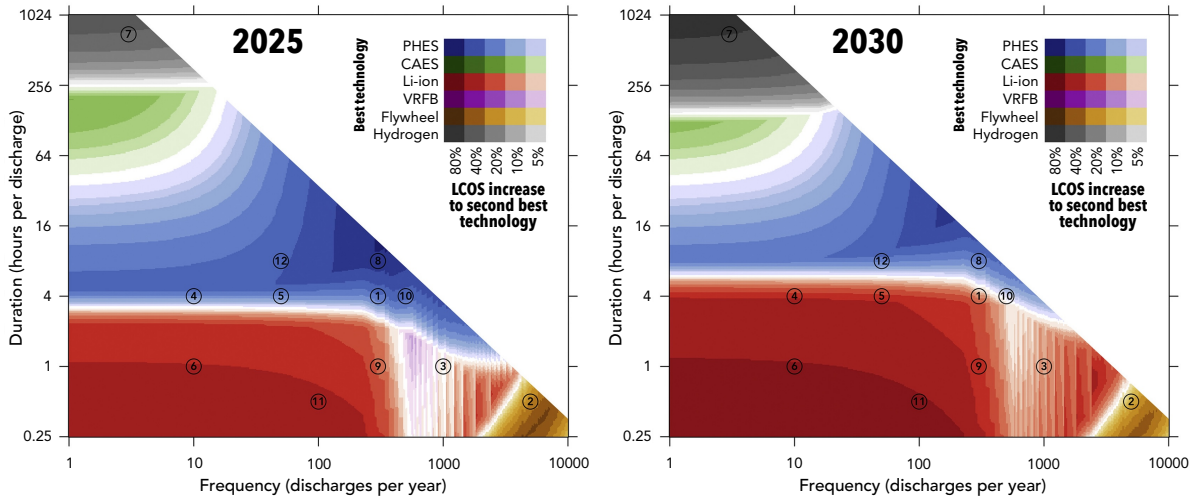 2025
Best technology
PHES
CAES
Li-ion
VRFB
Flywheel
Hydrogen
80%
40%
20%
10%
5%
LCOS increase
to second best
technology
Duration (hours per discharge)
1024
256
64
16
4
1
0.25
7
12
8
4
5
1
10
6
9
3
11
2
1
10
100
1000
10000
Frequency (discharges per year)
2030
Best technology
PHES
CAES
Li-ion
VRFB
Flywheel
Hydrogen
80%
40%
20%
10%
5%
LCOS increase
to second best
technology
Duration (hours per discharge)
1024
256
64
16
4
1
0.25
7
12
8
4
5
1
10
6
9
3
11
2
1
10
100
1000
10000
Frequency (discharges per year)